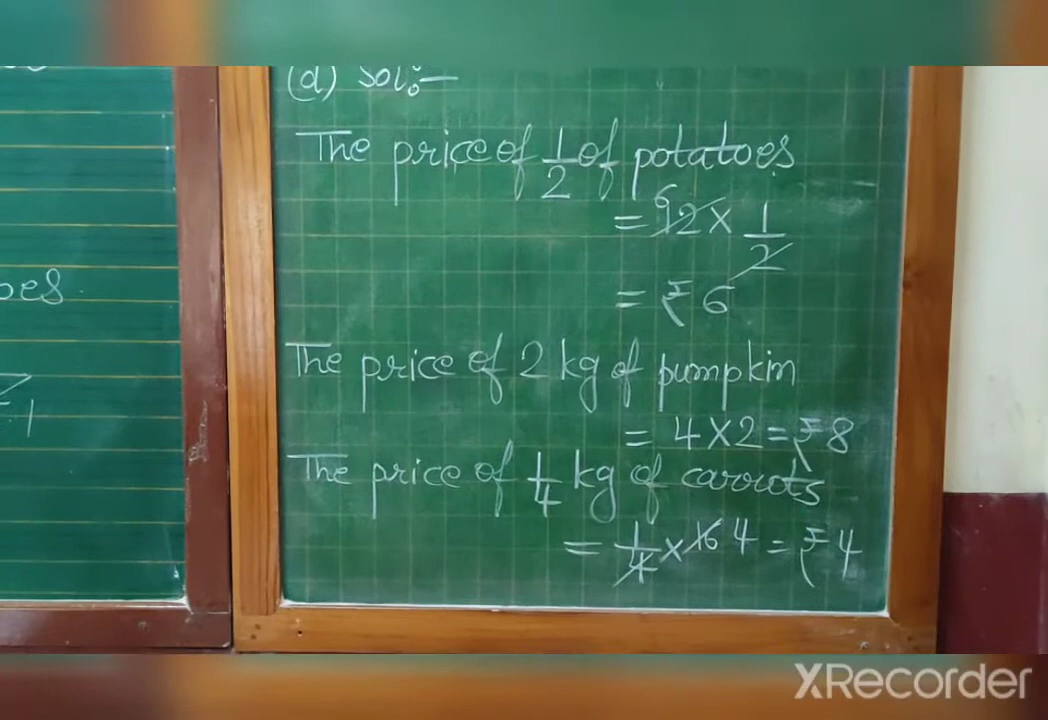 (d) Sol:-
The price of 1/2 of potatoes
= 12 6 × 1/2
= ₹ 6
The price of 2 kg of pumpkin
= 4 × 2 = ₹ 8
The price of 1/4 kg of carrots
= 1/4 × 16 4 = ₹ 4
oes
1
XRecorder